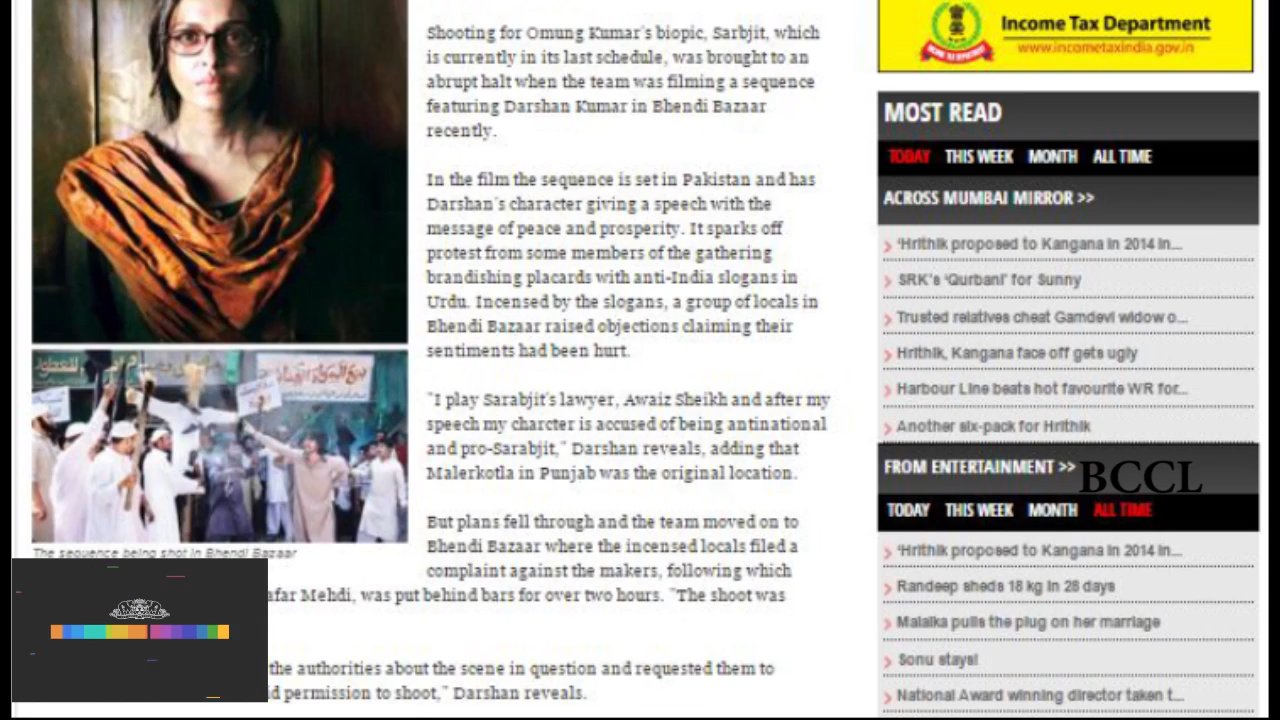 Shooting for Omung Kumar's biopic, Sarbjit, which
is currently in its last schedule, was brought to an
abrupt halt when the team was filming a sequence
featuring Darshan Kumar in Bhendi Bazaar
recently.
In the film the sequence is set in Pakistan and has
Darshan's character giving a speech with the
message of peace and prosperity. It sparks off
protest from some members of the gathering
brandishing placards with anti-India slogans in
Urdu. Incensed by the slogans, a group of locals in
Bhendi Bazaar raised objections claiming their
sentiments had been hurt.
"I play Sarabjit's lawyer, Awaiz Sheikh and after my
speech my charcter is accused of being antinational
and pro-Sarabjit," Darshan reveals, adding that
Malerkotla in Punjab was the original location.
But plans fell through and the team moved on to
Bhendi Bazaar where the incensed locals filed a
complaint against the makers, following which
afar Mehdi, was put behind bars for over two hours. "The shoot was
the authorities about the scene in question and requested them to
d permission to shoot," Darshan reveals.
The sequence being shot in Bhendi Bazaar
Income Tax Department
www.incometaxindia.gov.in
MOST READ
TODAY THIS WEEK MONTH ALL TIME
ACROSS MUMBAI MIRROR >>
'Hrithik proposed to Kangana in 2014 in...
SRK's 'Qurbani' for Sunny
Trusted relatives cheat Gamdevi widow o...
Hrithik, Kangana face off gets ugly
Harbour Line beats hot favourite WR for...
Another six-pack for Hrithik
FROM ENTERTAINMENT >>
BCCL
TODAY THIS WEEK MONTH ALL TIME
'Hrithik proposed to Kangana in 2014 in...
Randeep sheds 18 kg in 28 days
Malaika pulls the plug on her marriage
Sonu stays!
National Award winning director taken t...